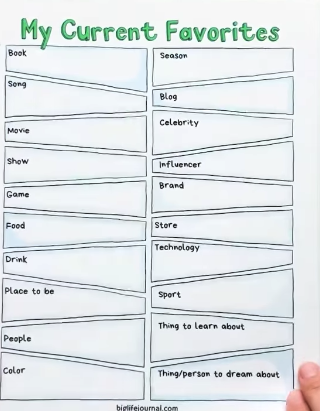 My Current Favorites
Book
Song
Movie
Show
Game
Food
Drink
Place to be
People
Color
Season
Blog
Celebrity
Influencer
Brand
Store
Technology
Sport
Thing to learn about
Thing/person to dream about
biglifejournal.com